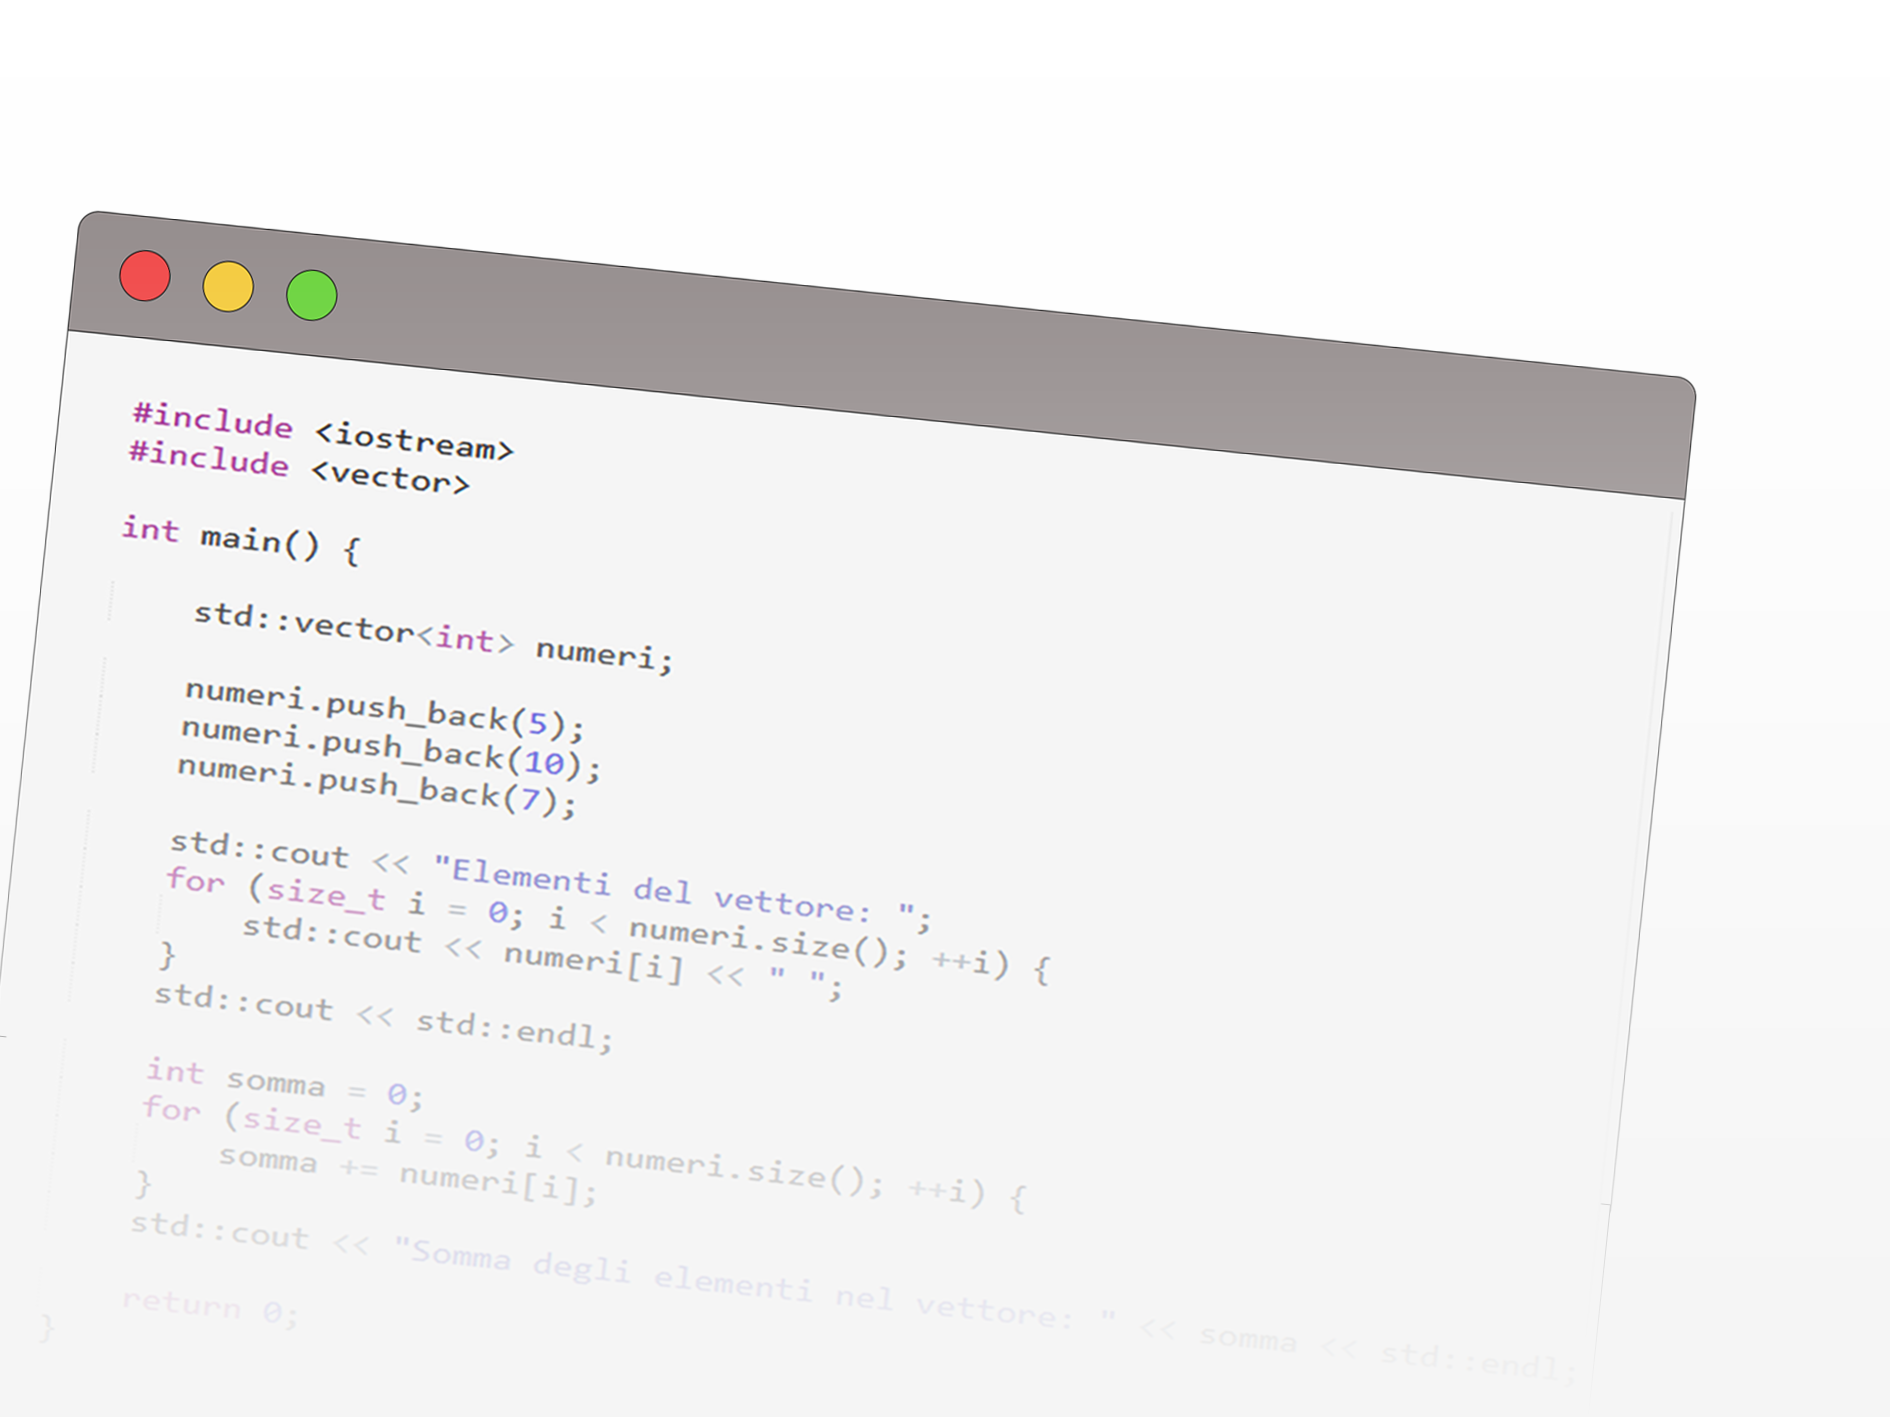 #include <iostream>
#include <vector>
int main() {
std::vector<int> numeri;
numeri.push_back(5);
numeri.push_back(10);
numeri.push_back(7);
std::cout << "Elementi del vettore: ";
for (size_t i = 0; i < numeri.size(); ++i) {
std::cout << numeri[i] << " ";
}
std::cout << std::endl;
int somma = 0;
for (size_t i = 0; i < numeri.size(); ++i) {
somma += numeri[i];
}
std::cout << "Somma degli elementi nel vettore: " << somma << std::endl;
return 0;
}